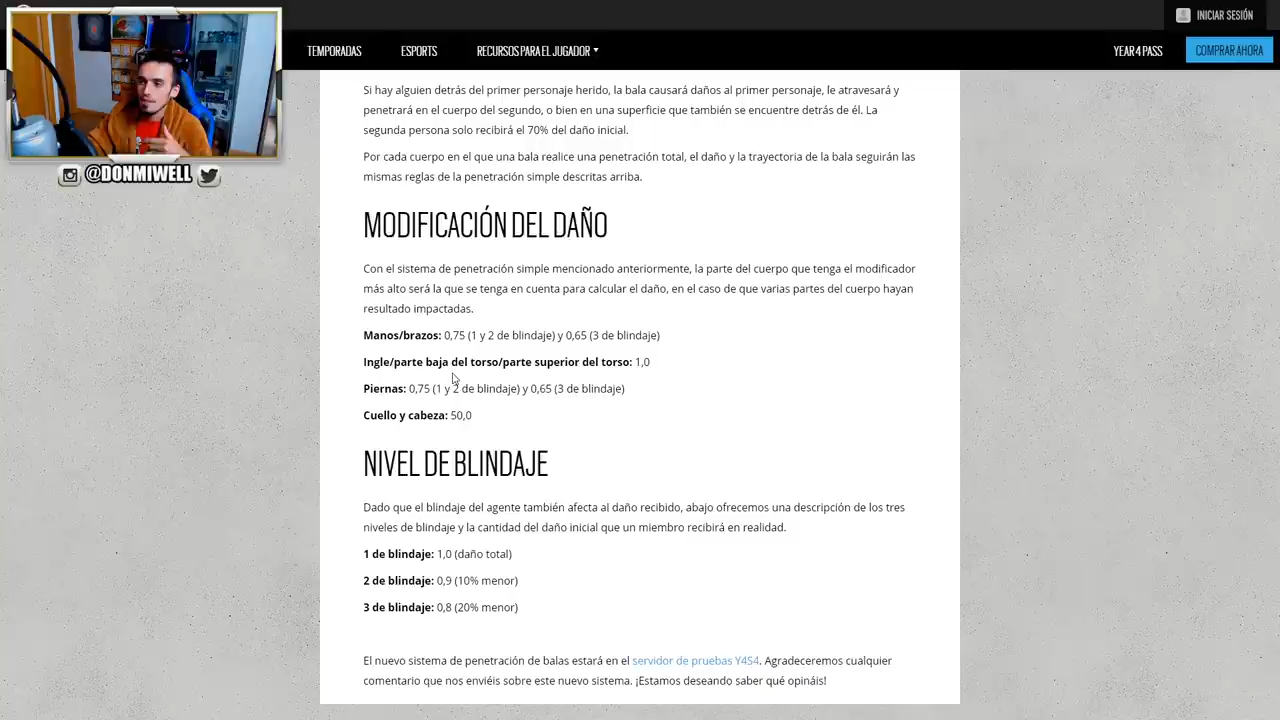 INICIAR SESIÓN
TEMPORADAS ESPORTS RECURSOS PARA EL JUGADOR YEAR 4 PASS COMPRAR AHORA
@DONMIWELL
Si hay alguien detrás del primer personaje herido, la bala causará daños al primer personaje, le atravesará y
penetrará en el cuerpo del segundo, o bien en una superficie que también se encuentre detrás de él. La
segunda persona solo recibirá el 70% del daño inicial.
Por cada cuerpo en el que una bala realice una penetración total, el daño y la trayectoria de la bala seguirán las
mismas reglas de la penetración simple descritas arriba.
MODIFICACIÓN DEL DAÑO
Con el sistema de penetración simple mencionado anteriormente, la parte del cuerpo que tenga el modificador
más alto será la que se tenga en cuenta para calcular el daño, en el caso de que varias partes del cuerpo hayan
resultado impactadas.
Manos/brazos: 0,75 (1 y 2 de blindaje) y 0,65 (3 de blindaje)
Ingle/parte baja del torso/parte superior del torso: 1,0
Piernas: 0,75 (1 y 2 de blindaje) y 0,65 (3 de blindaje)
Cuello y cabeza: 50,0
NIVEL DE BLINDAJE
Dado que el blindaje del agente también afecta al daño recibido, abajo ofrecemos una descripción de los tres
niveles de blindaje y la cantidad del daño inicial que un miembro recibirá en realidad.
1 de blindaje: 1,0 (daño total)
2 de blindaje: 0,9 (10% menor)
3 de blindaje: 0,8 (20% menor)
El nuevo sistema de penetración de balas estará en el servidor de pruebas Y4S4. Agradeceremos cualquier
comentario que nos enviéis sobre este nuevo sistema. ¡Estamos deseando saber qué opináis!